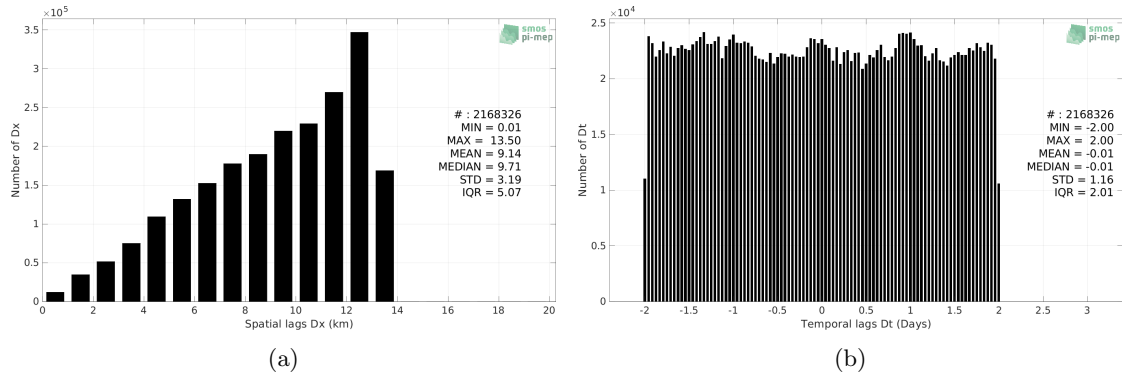 ×10⁵
3.5
3
2.5
2
1.5
1
0.5
0
Number of Dx
smos
pi-mep
# : 2168326
MIN = 0.01
MAX = 13.50
MEAN = 9.14
MEDIAN = 9.71
STD = 3.19
IQR = 5.07
0 2 4 6 8 10 12 14 16 18 20
Spatial lags Dx (km)
(a)
×10⁴
2.5
2
1.5
1
0.5
0
Number of Dt
smos
pi-mep
# : 2168326
MIN = -2.00
MAX = 2.00
MEAN = -0.01
MEDIAN = -0.01
STD = 1.16
IQR = 2.01
-2 -1.5 -1 -0.5 0 0.5 1 1.5 2 2.5 3
Temporal lags Dt (Days)
(b)